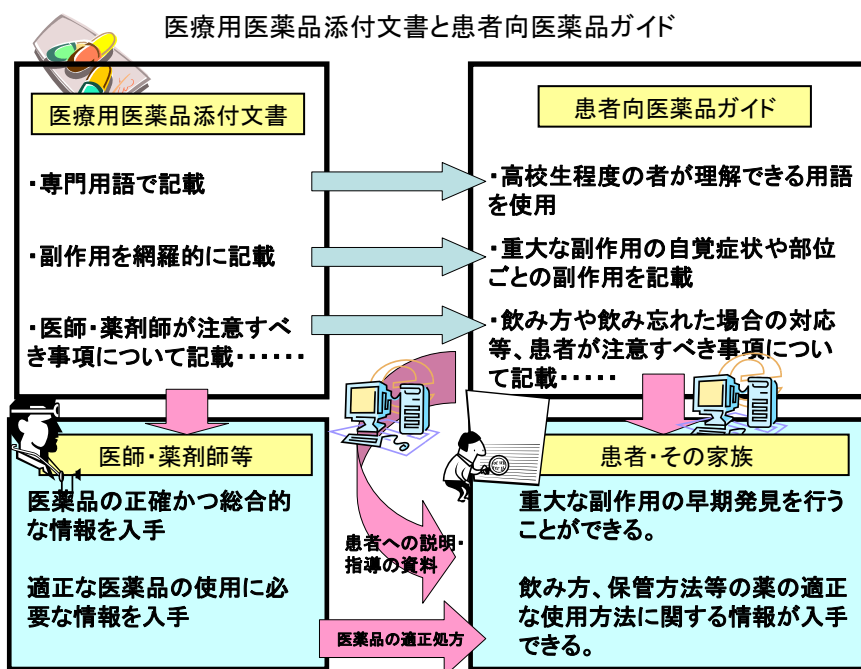 医療用医薬品添付文書と患者向医薬品ガイド
医療用医薬品添付文書
・専門用語で記載
・副作用を網羅的に記載
・医師・薬剤師が注意すべ
き事項について記載・・・・・・
患者向医薬品ガイド
・高校生程度の者が理解できる用語
を使用
・重大な副作用の自覚症状や部位
ごとの副作用を記載
・飲み方や飲み忘れた場合の対応
等、患者が注意すべき事項につい
て記載・・・・・
医師・薬剤師等
医薬品の正確かつ総合的
な情報を入手
適正な医薬品の使用に必
要な情報を入手
患者への説明・
指導の資料
医薬品の適正処方
患者・その家族
重大な副作用の早期発見を行う
ことができる。
飲み方、保管方法等の薬の適正
な使用方法に関する情報が入手
できる。